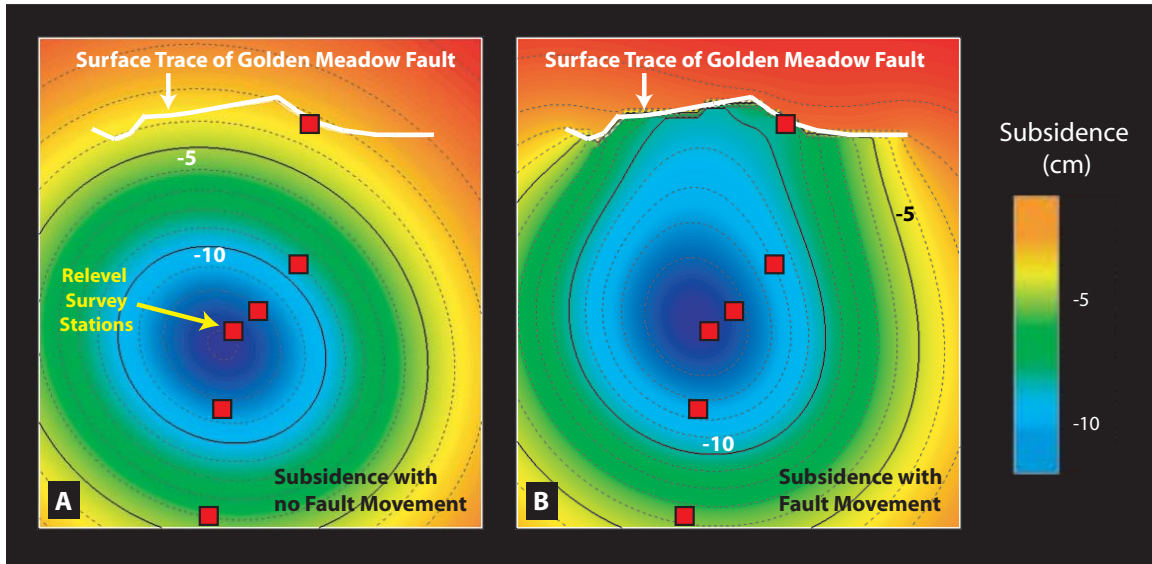 Surface Trace of Golden Meadow Fault
-5
-10
Relevel
Survey
Stations
A
Subsidence with
no Fault Movement
Surface Trace of Golden Meadow Fault
-5
-10
B
Subsidence with
Fault Movement
Subsidence
(cm)
-5
-10